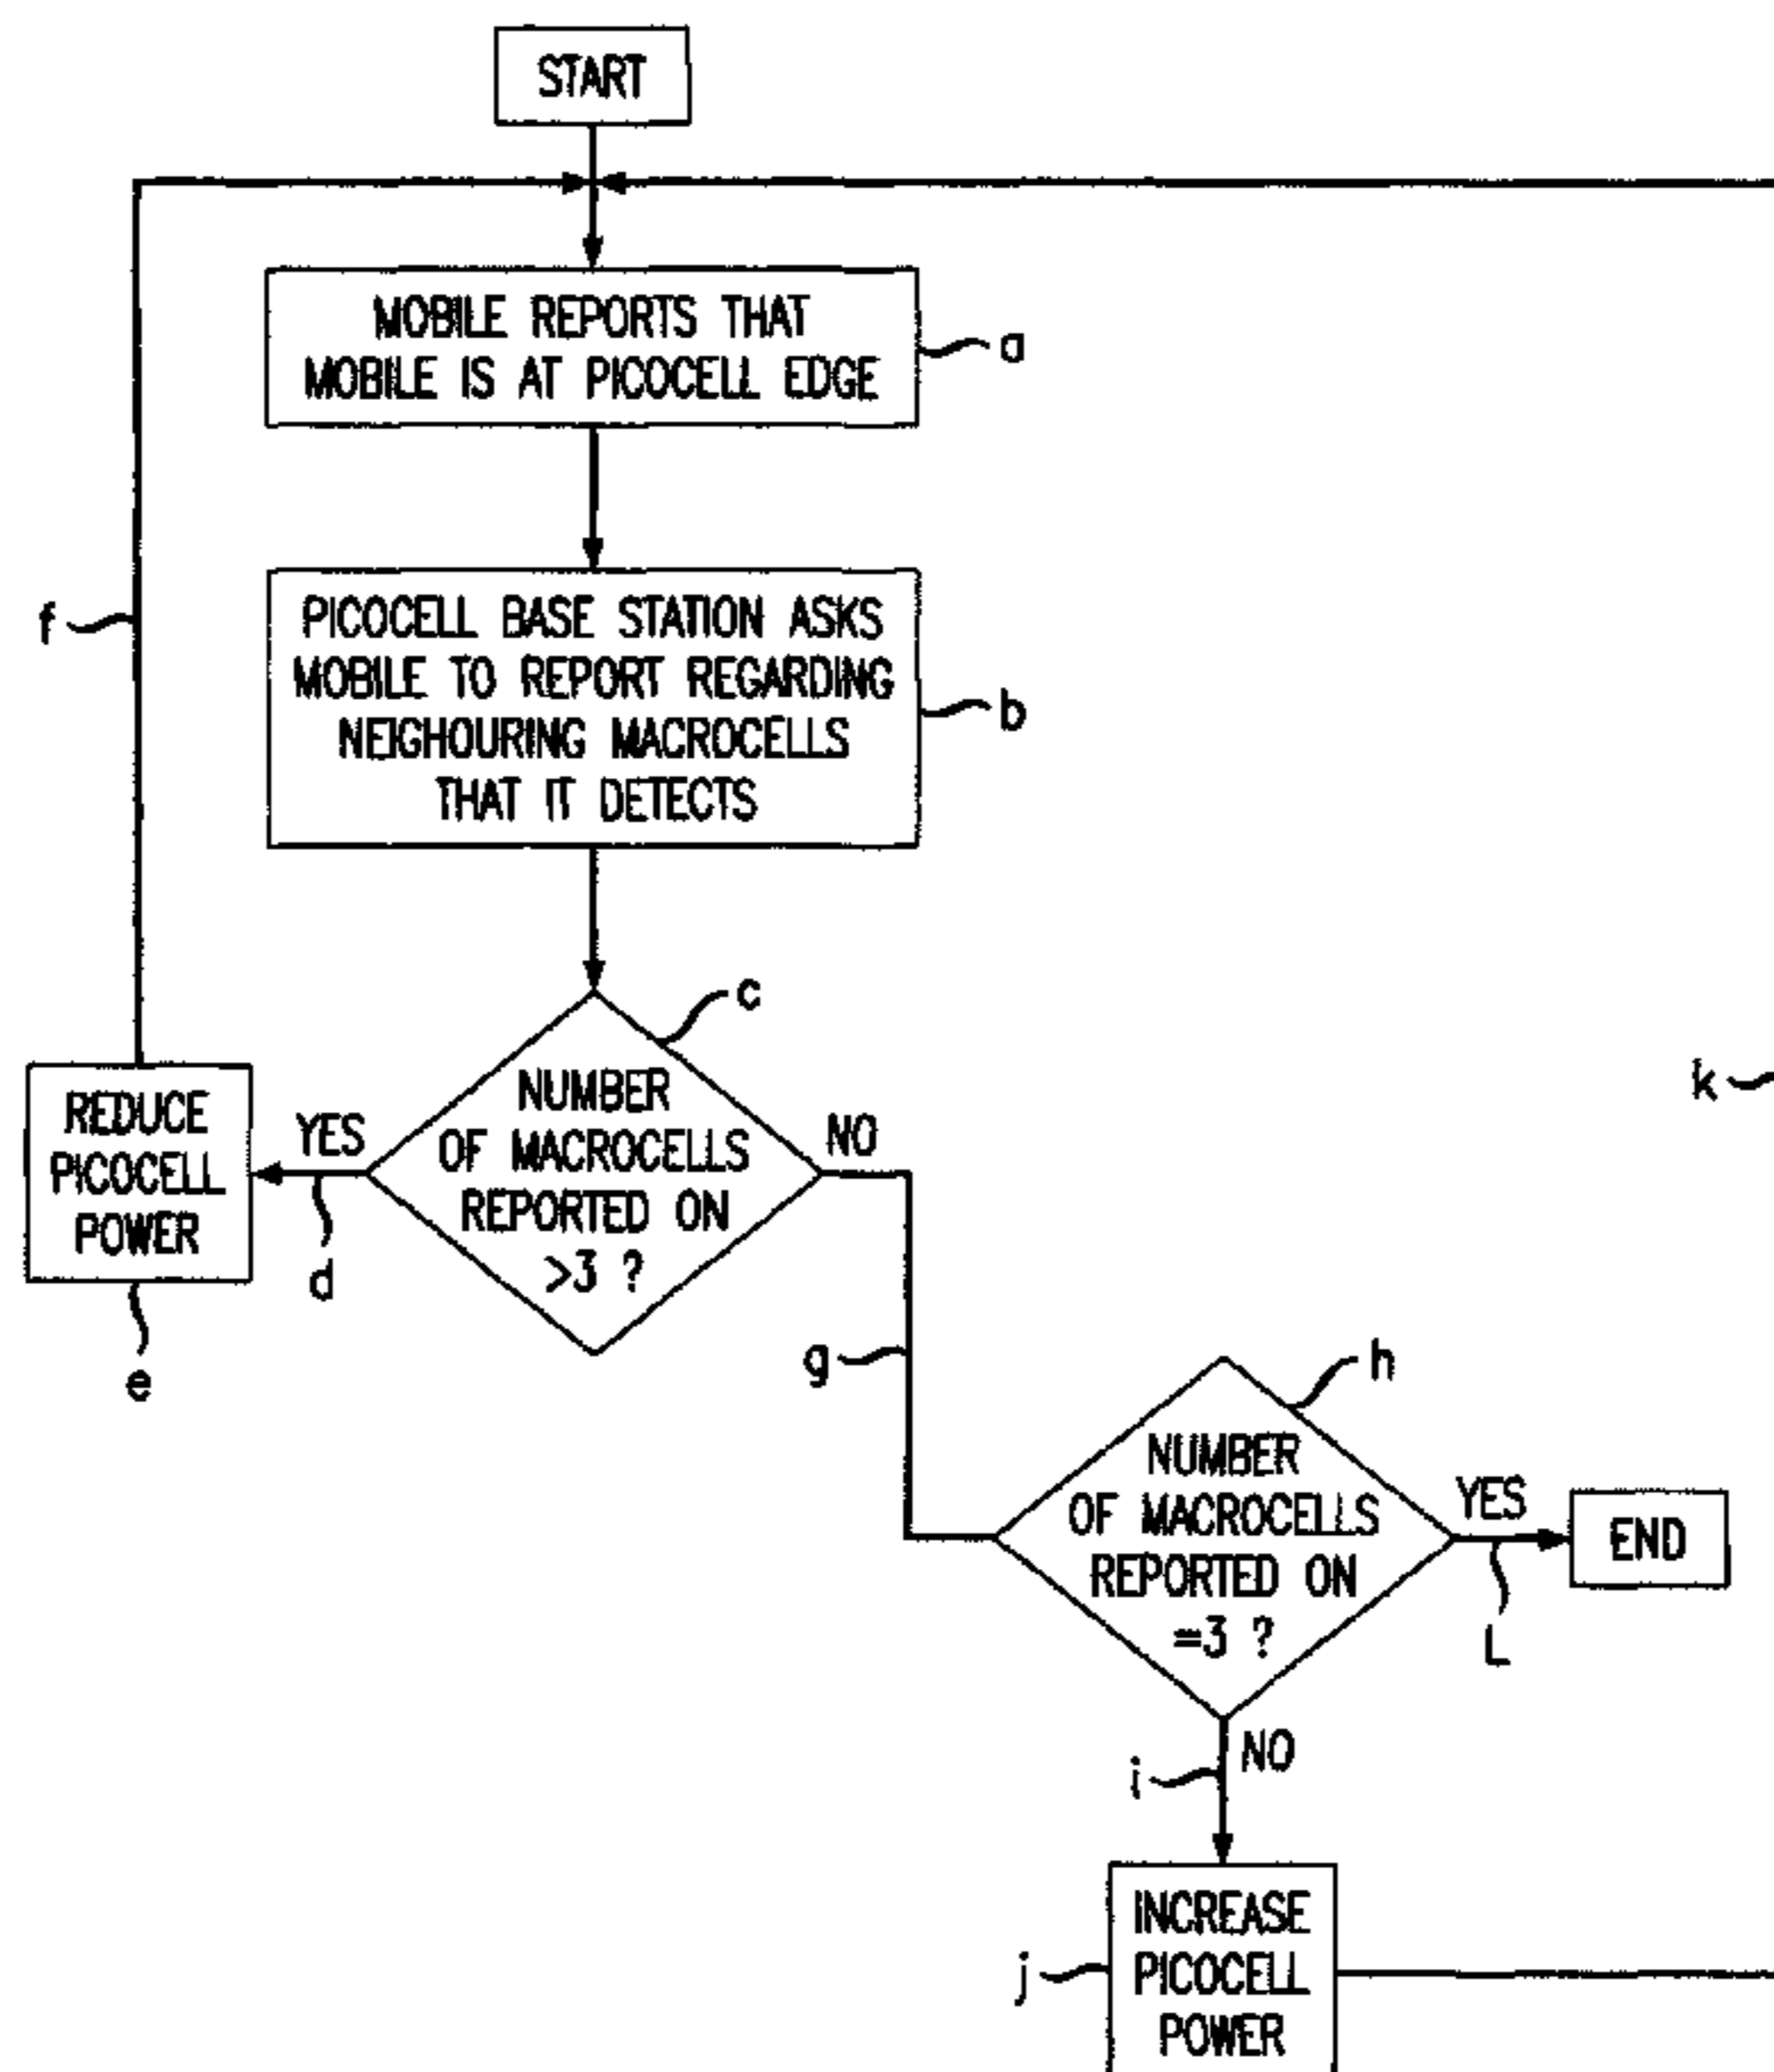 START
MOBILE REPORTS THAT
MOBILE IS AT PICOCELL EDGE
a
PICOCELL BASE STATION ASKS
MOBILE TO REPORT REGARDING
NEIGHOURING MACROCELLS
THAT IT DETECTS
b
f
c
NUMBER
OF MACROCELLS
REPORTED ON
>3 ?
YES
NO
d
REDUCE
PICOCELL
POWER
e
k
g
h
NUMBER
OF MACROCELLS
REPORTED ON
=3 ?
YES
L
END
NO
i
INCREASE
PICOCELL
POWER
j